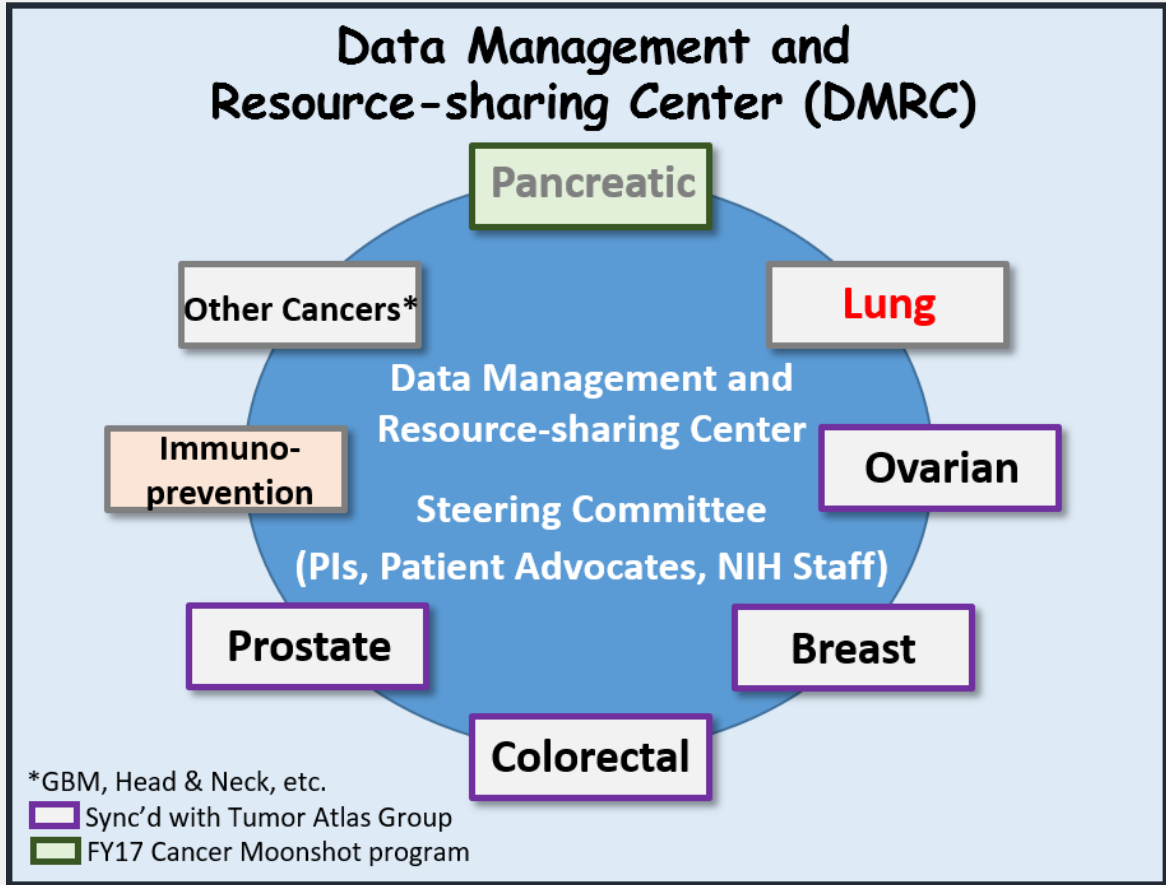 Data Management and
Resource-sharing Center (DMRC)
Pancreatic
Other Cancers*
Lung
Data Management and
Resource-sharing Center
Immuno-
prevention
Ovarian
Steering Committee
(PIs, Patient Advocates, NIH Staff)
Prostate
Breast
Colorectal
*GBM, Head & Neck, etc.
Sync’d with Tumor Atlas Group
FY17 Cancer Moonshot program